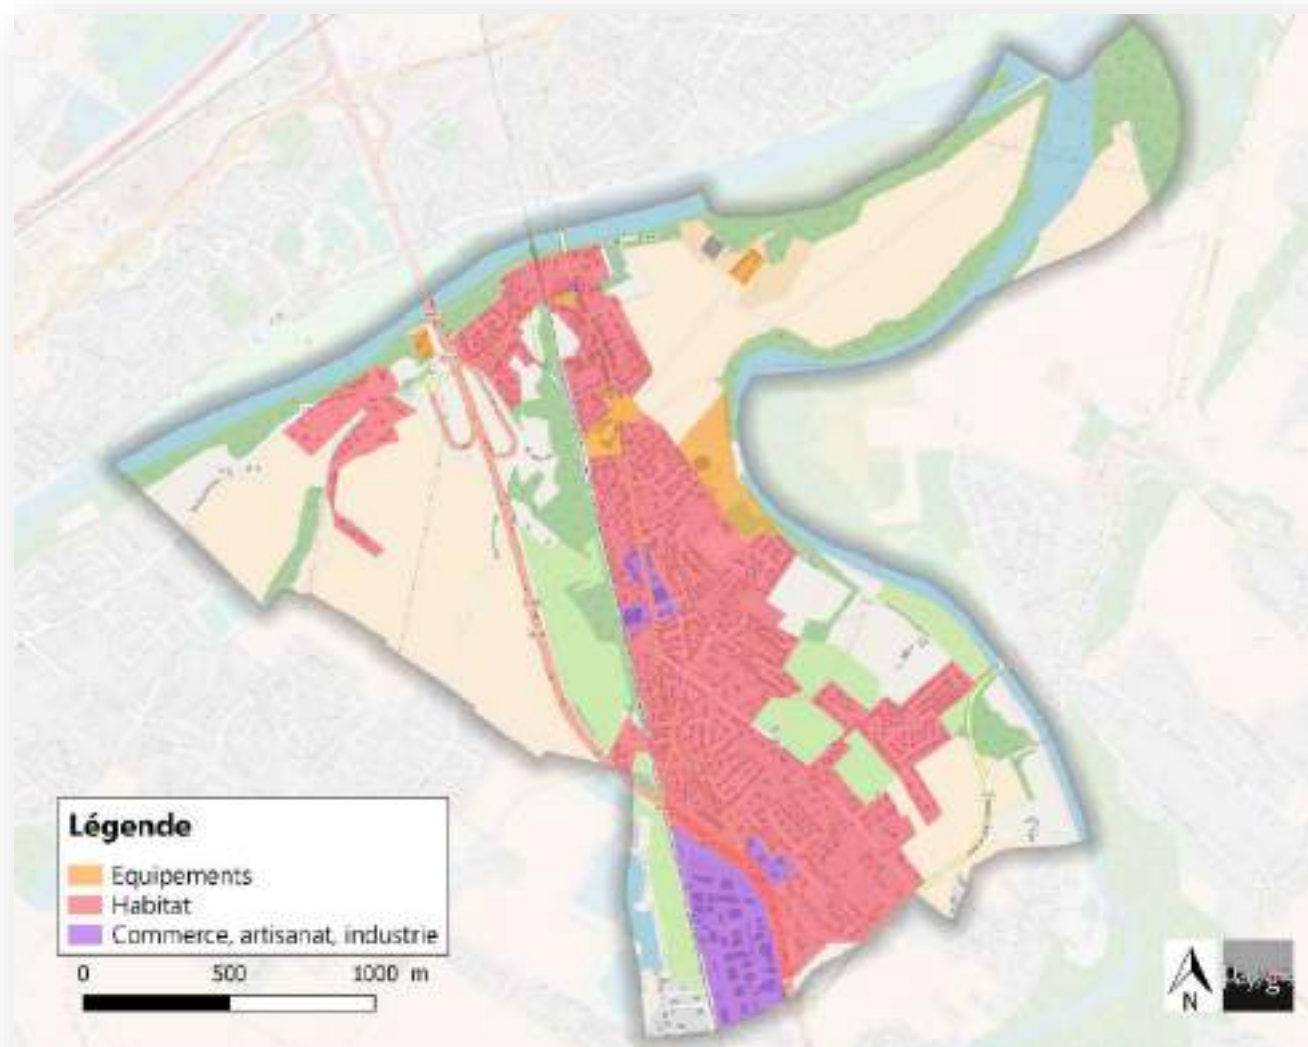 Légende
Equipements
Habitat
Commerce, artisanat, industrie
0 500 1000 m
N